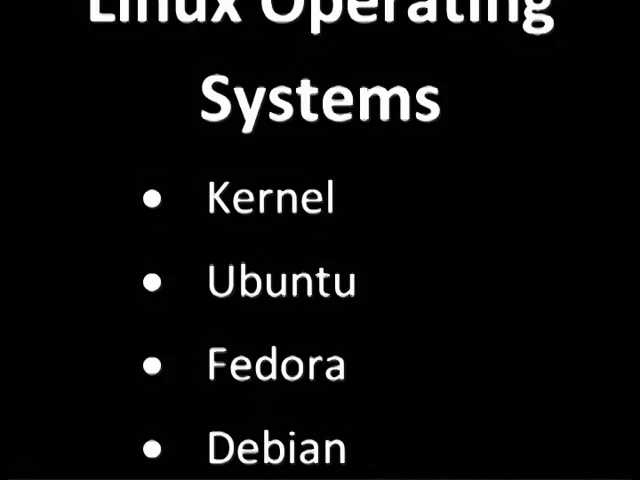 Linux Operating
Systems
• Kernel
• Ubuntu
• Fedora
• Debian